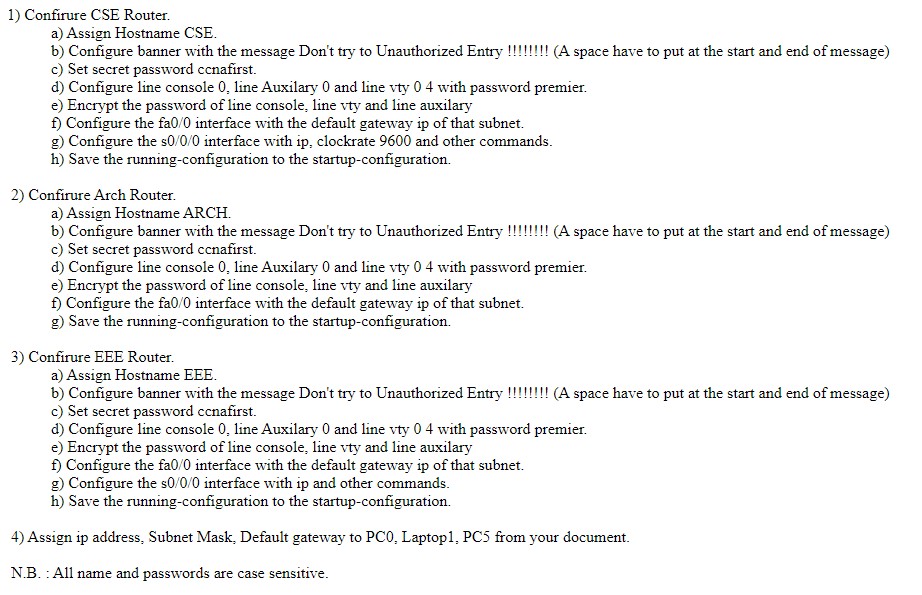 1) Confirure CSE Router.
a) Assign Hostname CSE.
b) Configure banner with the message Don't try to Unauthorized Entry !!!!!!!! (A space have to put at the start and end of message)
c) Set secret password ccnafirst.
d) Configure line console 0, line Auxilary 0 and line vty 0 4 with password premier.
e) Encrypt the password of line console, line vty and line auxilary
f) Configure the fa0/0 interface with the default gateway ip of that subnet.
g) Configure the s0/0/0 interface with ip, clockrate 9600 and other commands.
h) Save the running-configuration to the startup-configuration.
2) Confirure Arch Router.
a) Assign Hostname ARCH.
b) Configure banner with the message Don't try to Unauthorized Entry !!!!!!!! (A space have to put at the start and end of message)
c) Set secret password ccnafirst.
d) Configure line console 0, line Auxilary 0 and line vty 0 4 with password premier.
e) Encrypt the password of line console, line vty and line auxilary
f) Configure the fa0/0 interface with the default gateway ip of that subnet.
g) Save the running-configuration to the startup-configuration.
3) Confirure EEE Router.
a) Assign Hostname EEE.
b) Configure banner with the message Don't try to Unauthorized Entry !!!!!!!! (A space have to put at the start and end of message)
c) Set secret password ccnafirst.
d) Configure line console 0, line Auxilary 0 and line vty 0 4 with password premier.
e) Encrypt the password of line console, line vty and line auxilary
f) Configure the fa0/0 interface with the default gateway ip of that subnet.
g) Configure the s0/0/0 interface with ip and other commands.
h) Save the running-configuration to the startup-configuration.
4) Assign ip address, Subnet Mask, Default gateway to PC0, Laptop1, PC5 from your document.
N.B. : All name and passwords are case sensitive.